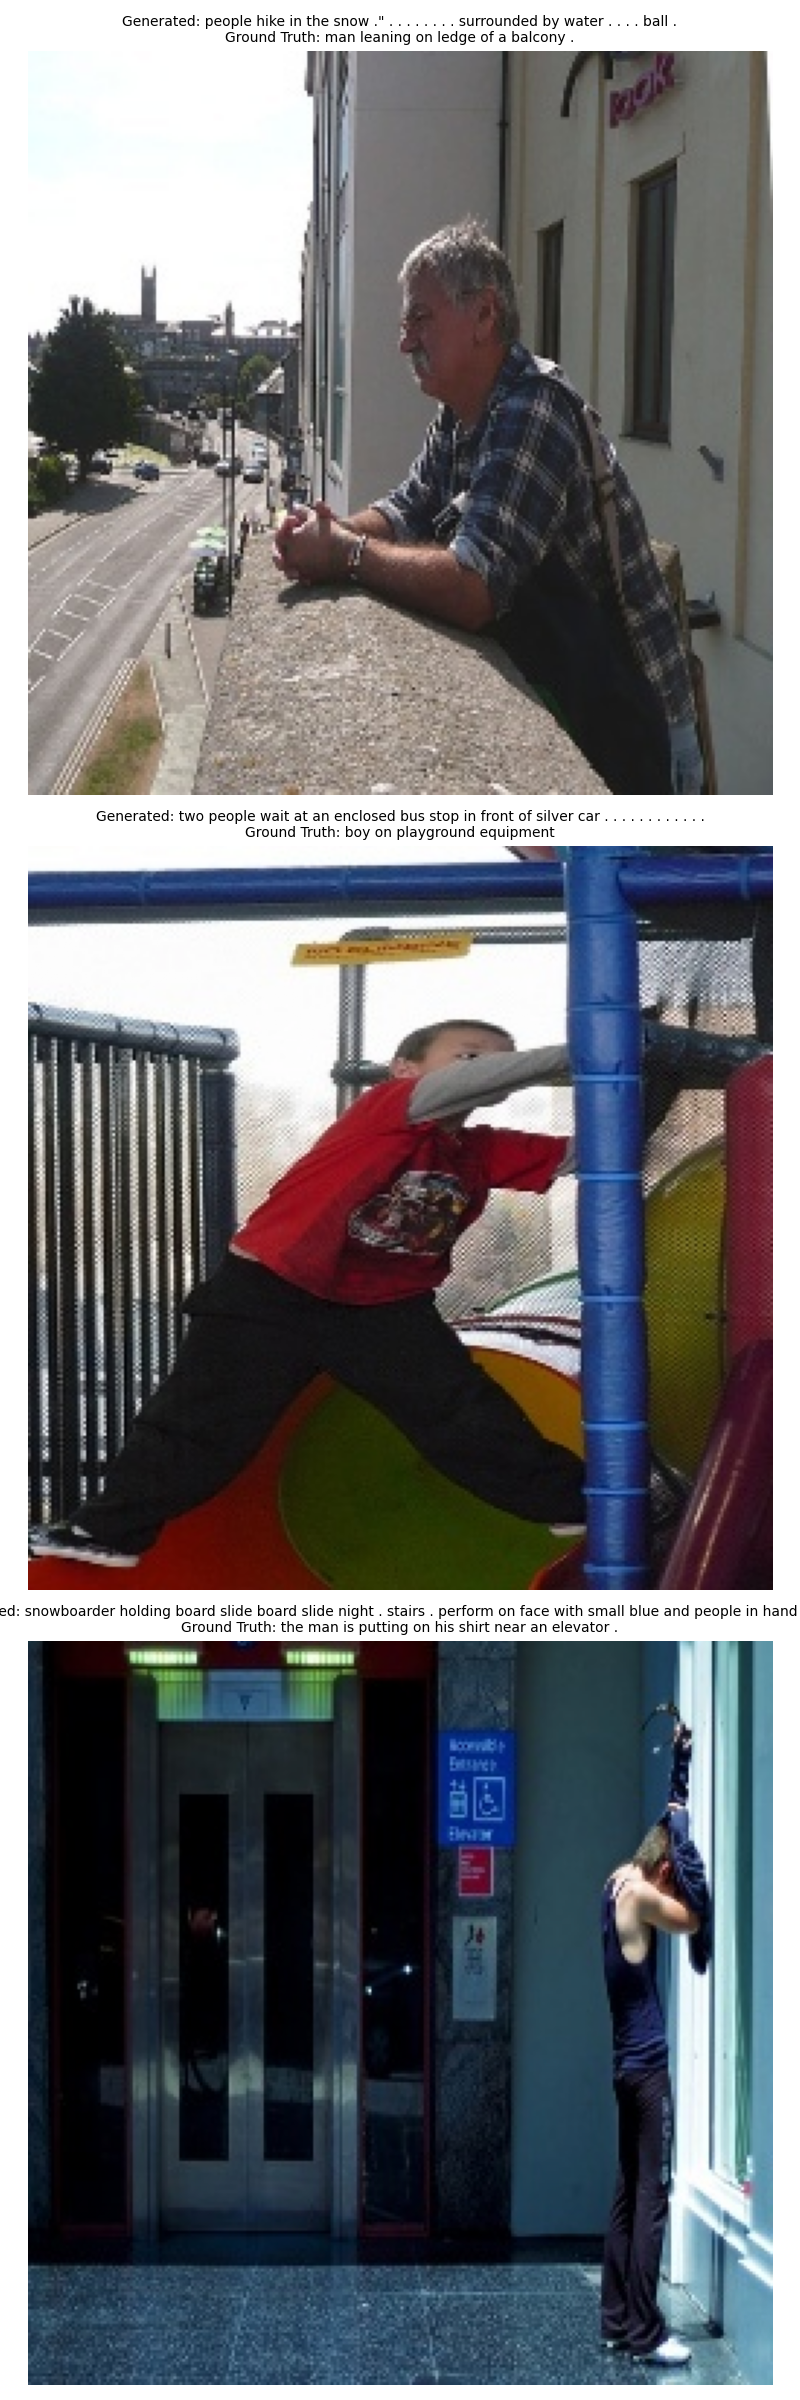 Generated: people hike in the snow ." . . . . . . . . surrounded by water . . . . ball .
Ground Truth: man leaning on ledge of a balcony .
Generated: two people wait at an enclosed bus stop in front of silver car . . . . . . . . . . . .
Ground Truth: boy on playground equipment
ed: snowboarder holding board slide board slide night . stairs . perform on face with small blue and people in hand
Ground Truth: the man is putting on his shirt near an elevator .
Accessible
Entrance
Elevator